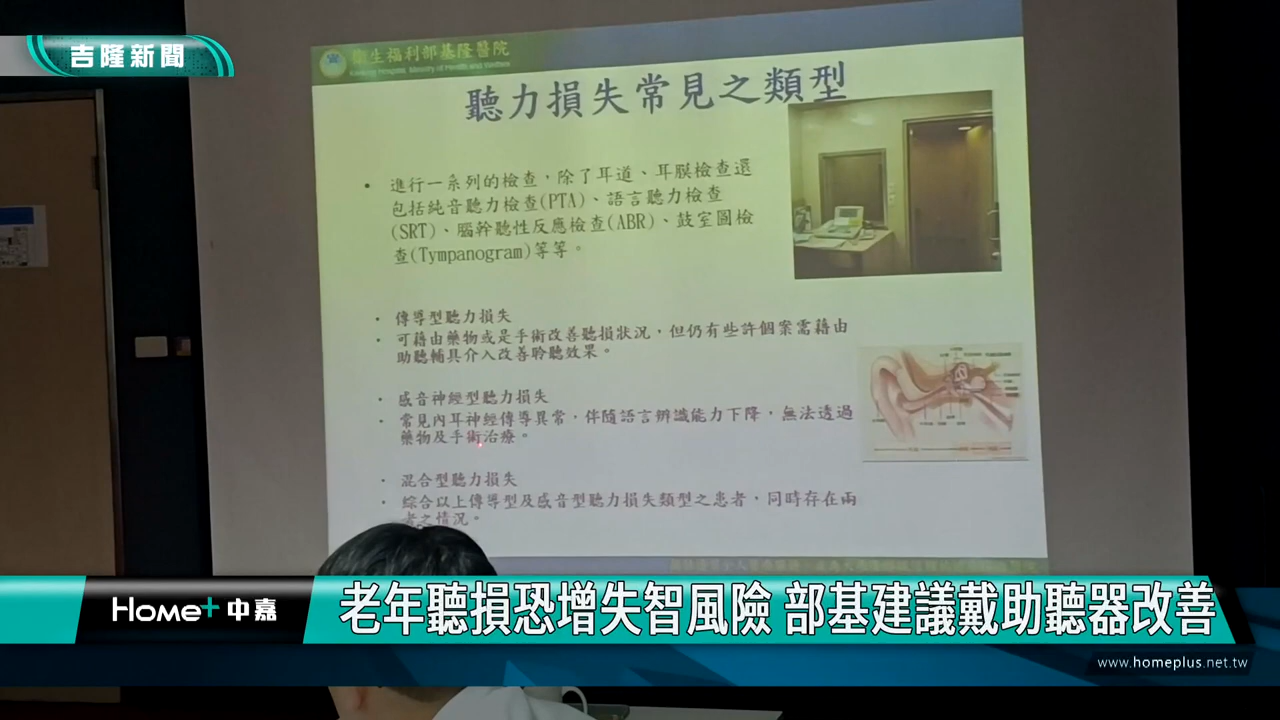 吉隆新聞
衛生福利部基隆醫院
Keelung Hospital, Ministry of Health and Welfare
聽力損失常見之類型
• 進行一系列的檢查，除了耳道、耳膜檢查還
包括純音聽力檢查(PTA)、語言聽力檢查
(SRT)、腦幹聽性反應檢查(ABR)、鼓室圖檢
查(Tympanogram)等等。
• 傳導型聽力損失
• 可藉由藥物或是手術改善聽損狀況，但仍有些許個案需藉由
助聽輔具介入改善聆聽效果。
• 感音神經型聽力損失
• 常見內耳神經傳導異常，伴隨語言辨識能力下降，無法透過
藥物及手術治療。
• 混合型聽力損失
• 綜合以上傳導型及感音型聽力損失類型之患者，同時存在兩
者之情況。
Home+ 中嘉
老年聽損恐增失智風險 部基建議戴助聽器改善
www.homeplus.net.tw